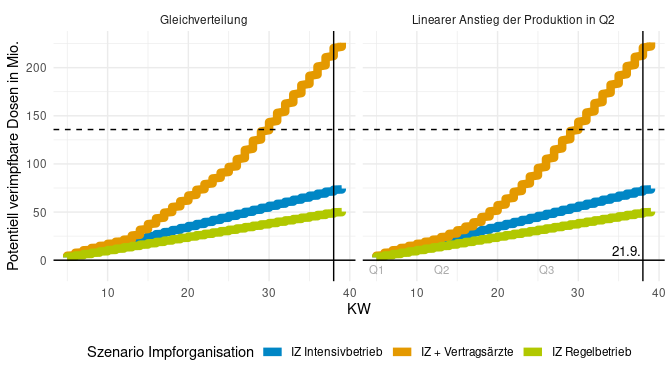 Gleichverteilung
Linearer Anstieg der Produktion in Q2
Potentiell verimpfbare Dosen in Mio.
200
150
100
50
0
21.9.
Q1 Q2 Q3
10 20 30 40
10 20 30 40
KW
Szenario Impforganisation IZ Intensivbetrieb IZ + Vertragsärzte IZ Regelbetrieb